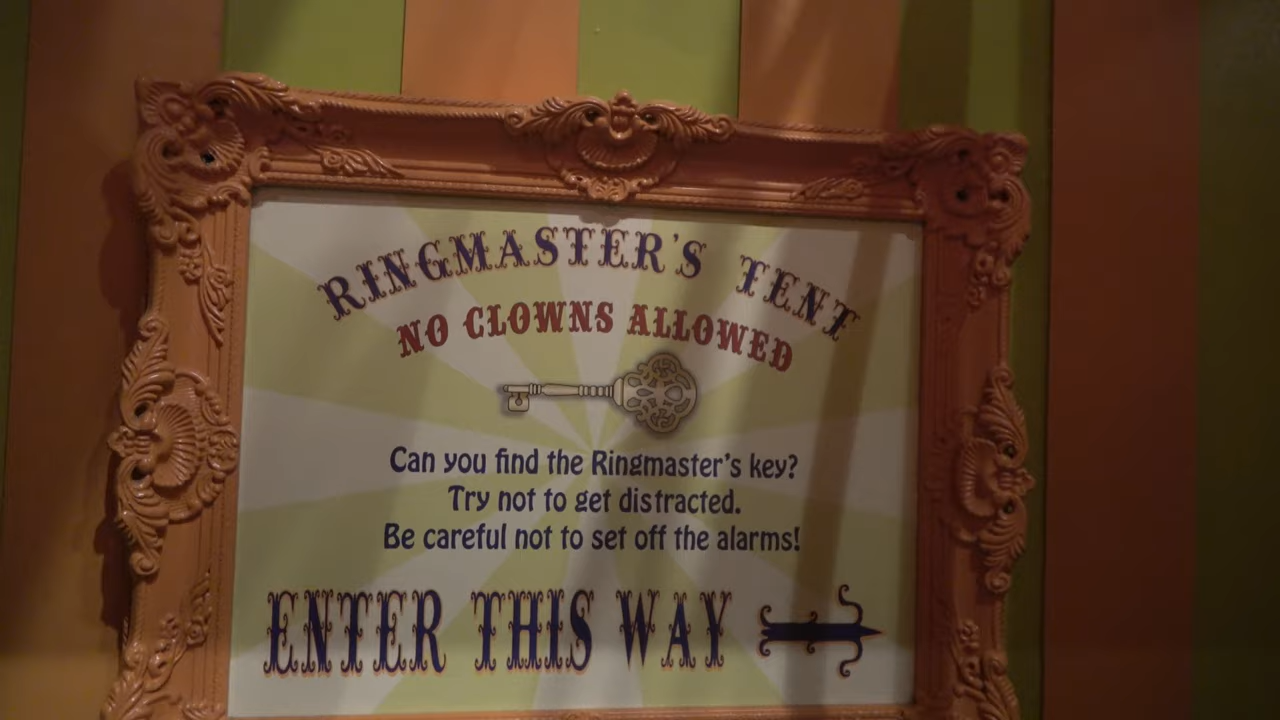 RINGMASTER'S TENT
NO CLOWNS ALLOWED
Can you find the Ringmaster's key?
Try not to get distracted.
Be careful not to set off the alarms!
ENTER THIS WAY